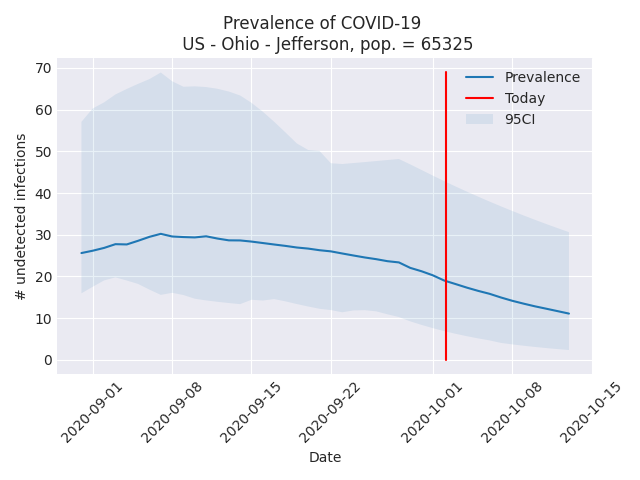 Prevalence of COVID-19
US - Ohio - Jefferson, pop. = 65325
70
60
50
40
30
20
10
0
# undetected infections
Prevalence
Today
95CI
2020-09-01
2020-09-08
2020-09-15
2020-09-22
2020-10-01
2020-10-08
2020-10-15
Date